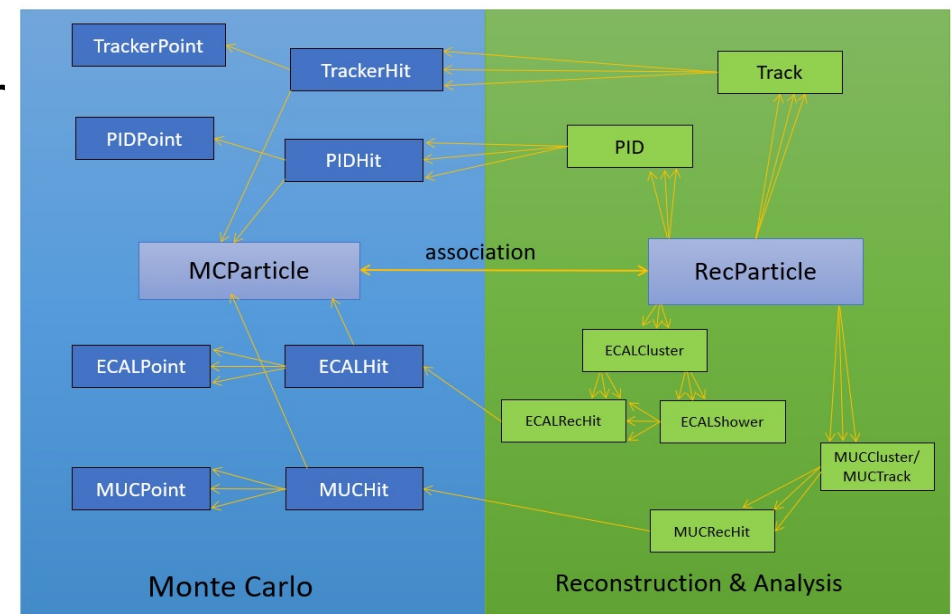 TrackerPoint
TrackerHit
Track
PIDPoint
PIDHit
PID
association
MCParticle
RecParticle
ECALPoint
ECALHit
ECALCluster
ECALRecHit
ECALShower
MUCPoint
MUCHit
MUCCluster/
MUCTrack
MUCRecHit
Monte Carlo
Reconstruction & Analysis